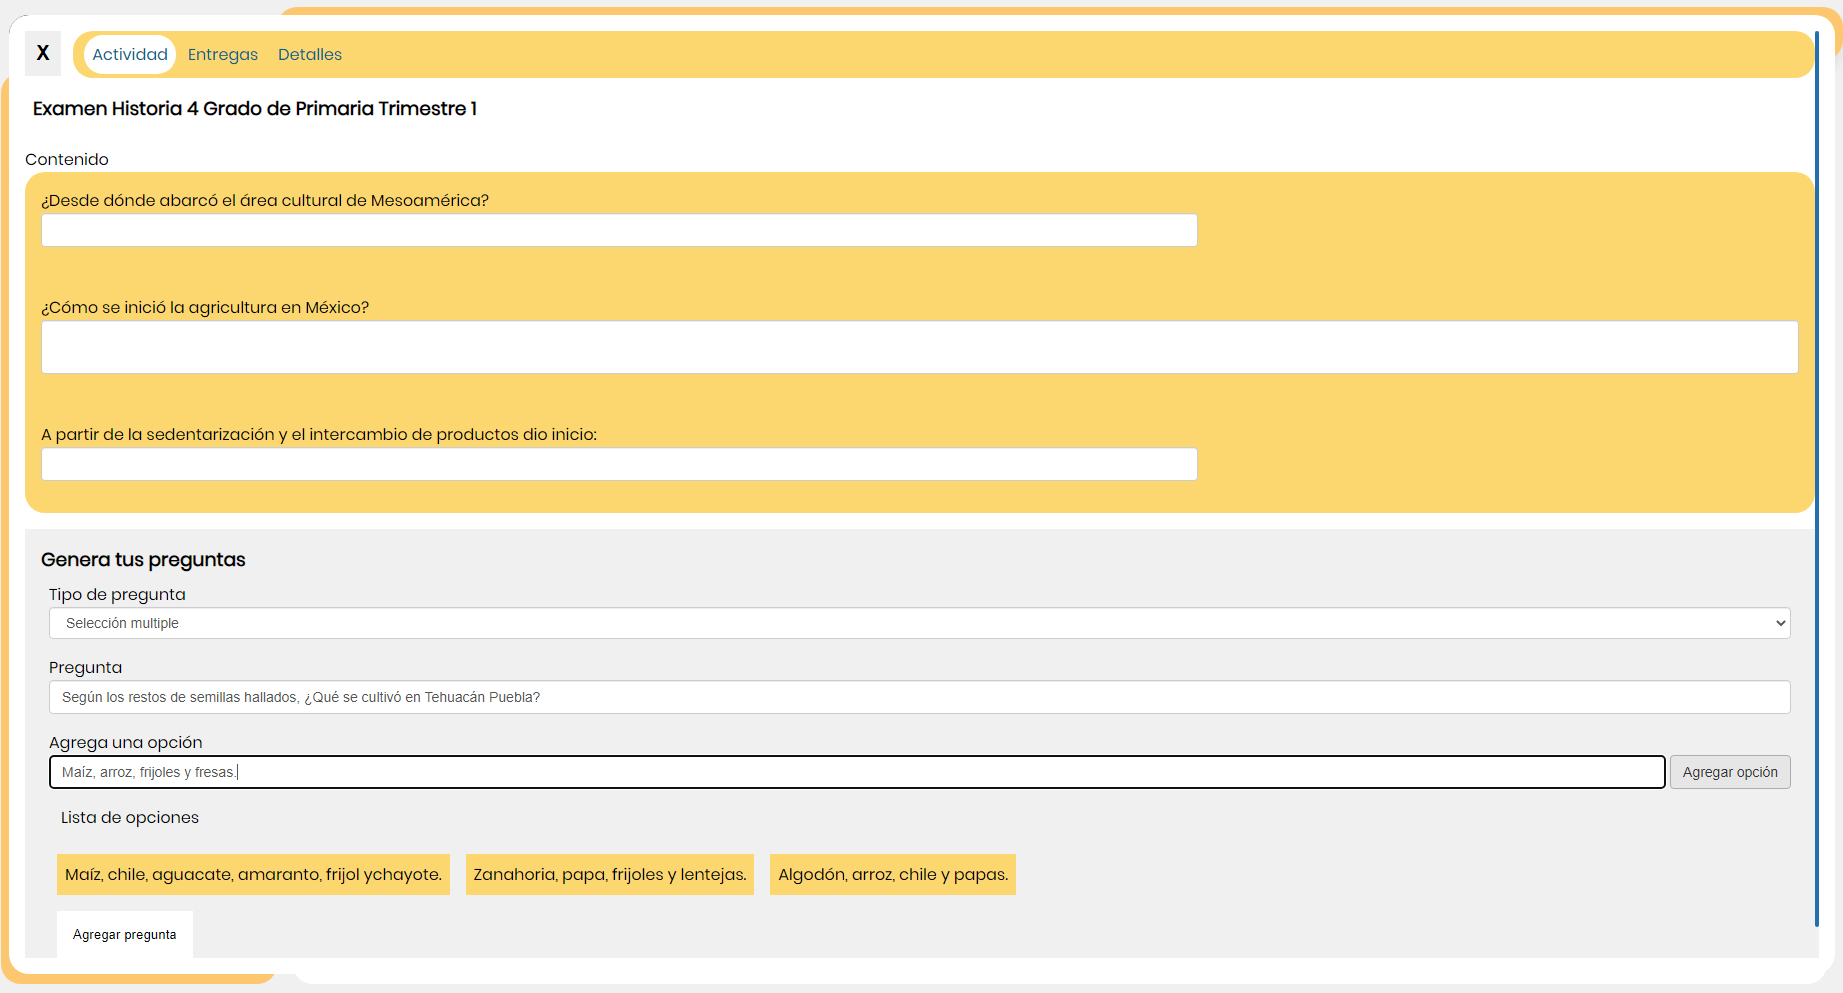 X
Actividad Entregas Detalles
Examen Historia 4 Grado de Primaria Trimestre 1
Contenido
¿Desde dónde abarcó el área cultural de Mesoamérica?
¿Cómo se inició la agricultura en México?
A partir de la sedentarización y el intercambio de productos dio inicio:
Genera tus preguntas
Tipo de pregunta
Selección multiple
Pregunta
Según los restos de semillas hallados, ¿Qué se cultivó en Tehuacán Puebla?
Agrega una opción
Maíz, arroz, frijoles y fresas.
Agregar opción
Lista de opciones
Maíz, chile, aguacate, amaranto, frijol ychayote. Zanahoria, papa, frijoles y lentejas. Algodón, arroz, chile y papas.
Agregar pregunta